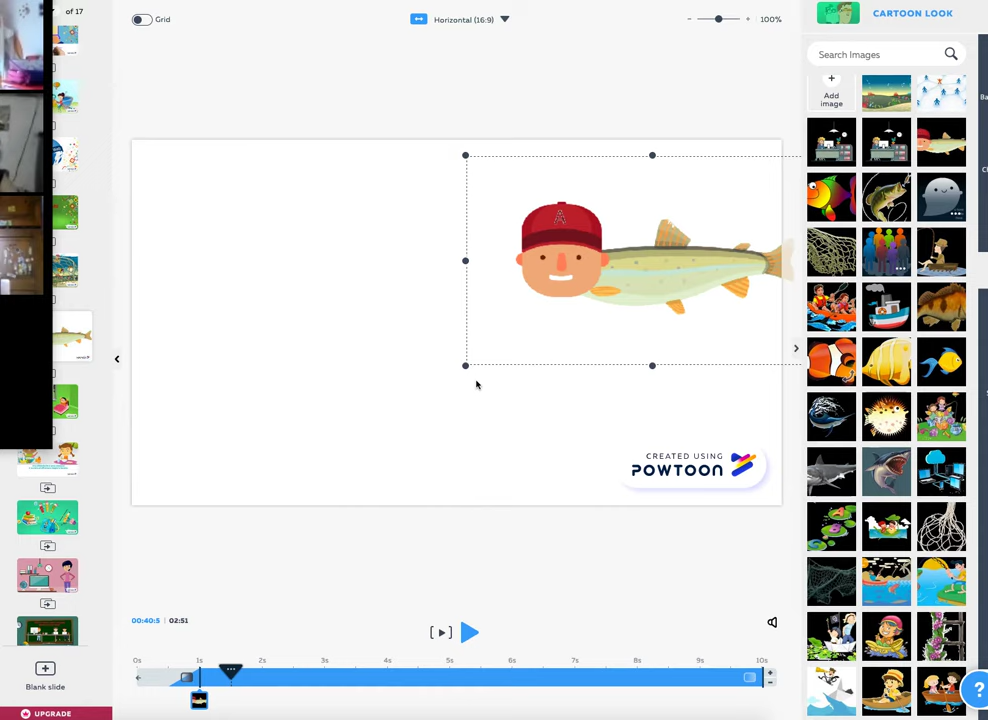 of 17
Grid
Horizontal (16:9)
100%
CARTOON LOOK
Search Images
Add
image
A
CREATED USING
POWTOON
00:40:5 | 02:51
0s 1s 2s 3s 4s 5s 6s 7s 8s 9s 10s
Blank slide
UPGRADE
?